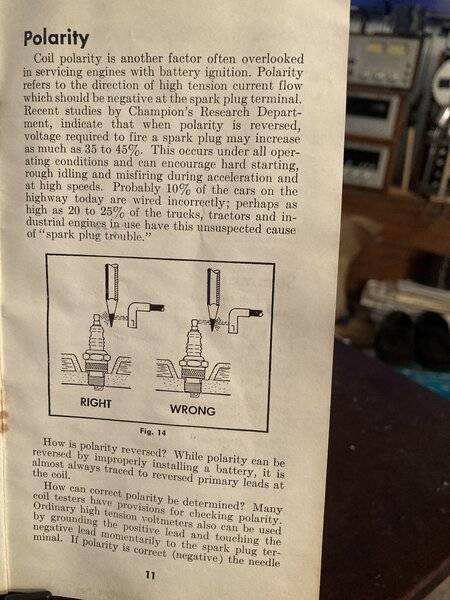 Polarity
Coil polarity is another factor often overlooked
in servicing engines with battery ignition. Polarity
refers to the direction of high tension current flow
which should be negative at the spark plug terminal.
Recent studies by Champion's Research Depart-
ment, indicate that when polarity is reversed,
voltage required to fire a spark plug may increase
as much as 35 to 45%. This occurs under all oper-
ating conditions and can encourage hard starting,
rough idling and misfiring during acceleration and
at high speeds. Probably 10% of the cars on the
highway today are wired incorrectly; perhaps as
high as 20 to 25% of the trucks, tractors and in-
dustrial engines in use have this unsuspected cause
of "spark plug trouble."
RIGHT
WRONG
Fig. 14
How is polarity reversed? While polarity can be
reversed by improperly installing a battery, it is
almost always traced to reversed primary leads at
the coil.
How can correct polarity be determined? Many
coil testers have provisions for checking polarity.
Ordinary high tension voltmeters also can be used
by grounding the positive lead and touching the
negative lead momentarily to the spark plug ter-
minal. If polarity is correct (negative) the needle
11